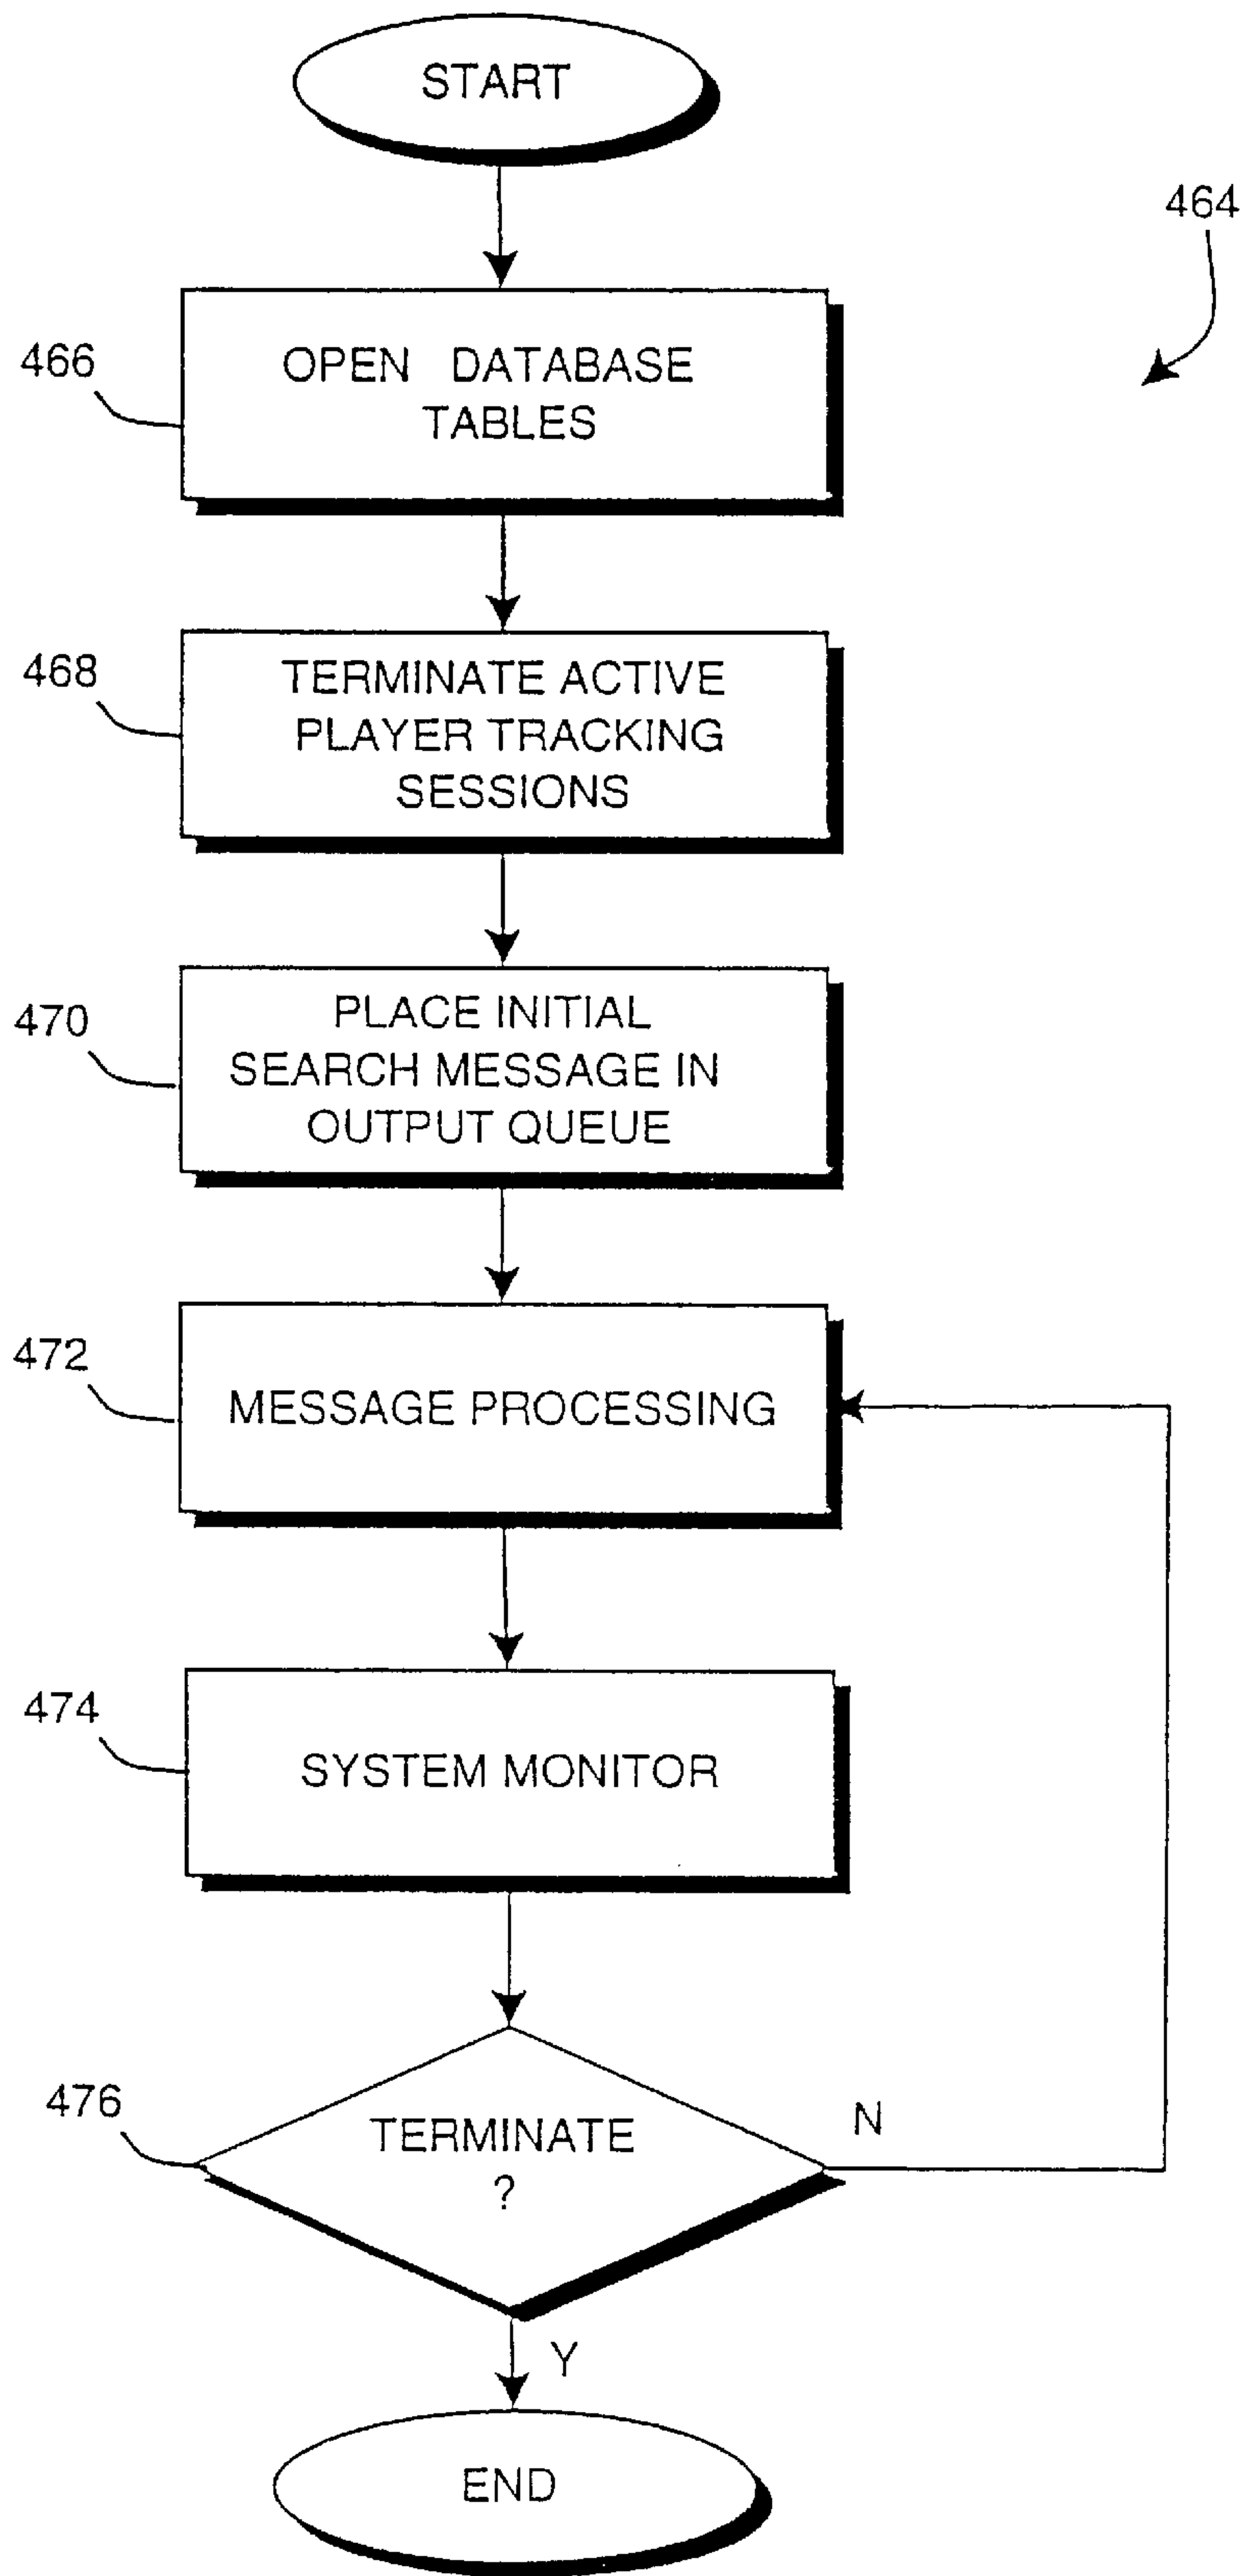 START
464
466
OPEN DATABASE
TABLES
468
TERMINATE ACTIVE
PLAYER TRACKING
SESSIONS
470
PLACE INITIAL
SEARCH MESSAGE IN
OUTPUT QUEUE
472
MESSAGE PROCESSING
474
SYSTEM MONITOR
476
TERMINATE
?
N
Y
END